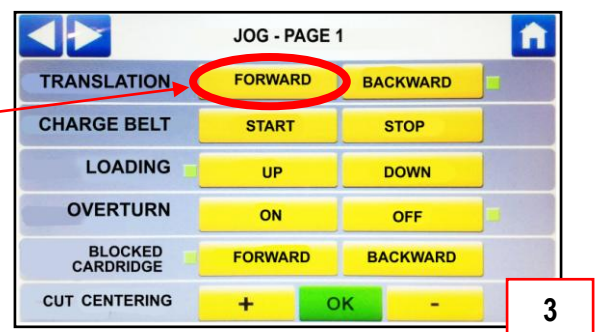 JOG - PAGE 1
TRANSLATION FORWARD BACKWARD
CHARGE BELT START STOP
LOADING UP DOWN
OVERTURN ON OFF
BLOCKED
CARDRIDGE FORWARD BACKWARD
CUT CENTERING + OK -
3